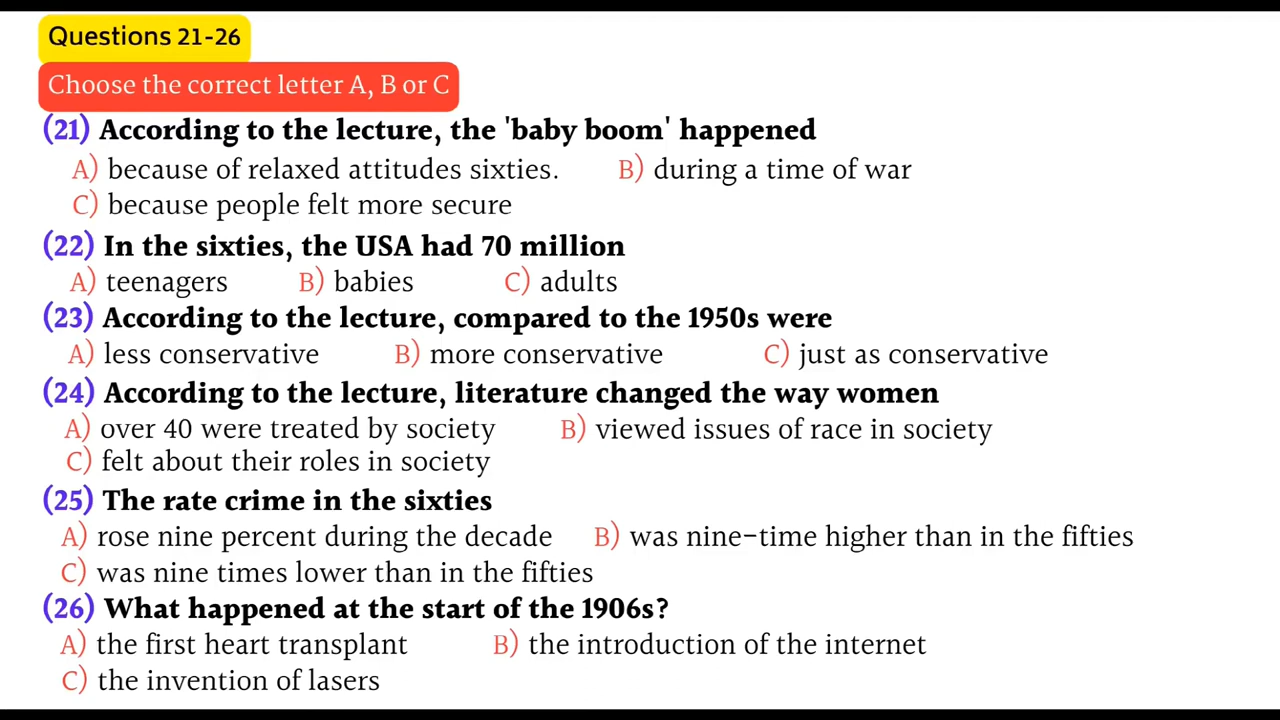 Questions 21-26
Choose the correct letter A, B or C
(21) According to the lecture, the 'baby boom' happened
A) because of relaxed attitudes sixties. B) during a time of war
C) because people felt more secure
(22) In the sixties, the USA had 70 million
A) teenagers B) babies C) adults
(23) According to the lecture, compared to the 1950s were
A) less conservative B) more conservative C) just as conservative
(24) According to the lecture, literature changed the way women
A) over 40 were treated by society B) viewed issues of race in society
C) felt about their roles in society
(25) The rate crime in the sixties
A) rose nine percent during the decade B) was nine-time higher than in the fifties
C) was nine times lower than in the fifties
(26) What happened at the start of the 1906s?
A) the first heart transplant B) the introduction of the internet
C) the invention of lasers